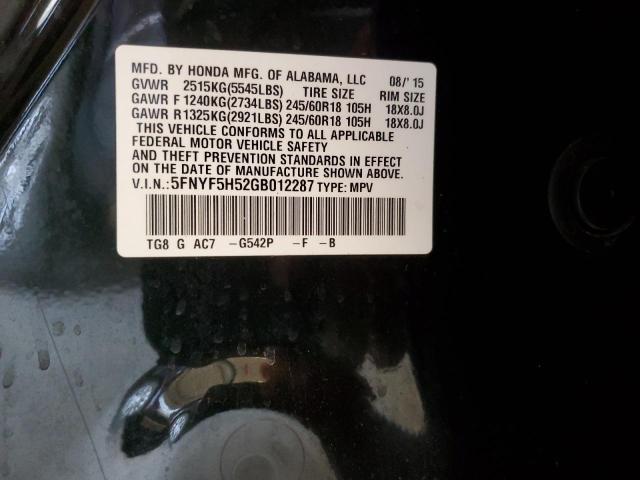 MFD. BY HONDA MFG. OF ALABAMA, LLC 08/'15
GVWR 2515KG(5545LBS) TIRE SIZE RIM SIZE
GAWR F 1240KG(2734LBS) 245/60R18 105H 18X8.0J
GAWR R 1325KG(2921LBS) 245/60R18 105H 18X8.0J
THIS VEHICLE CONFORMS TO ALL APPLICABLE
FEDERAL MOTOR VEHICLE SAFETY
AND THEFT PREVENTION STANDARDS IN EFFECT
ON THE DATE OF MANUFACTURE SHOWN ABOVE.
V.I.N.:5FNYF5H52GB012287 TYPE: MPV
TG8 G AC7 -G542P -F -B